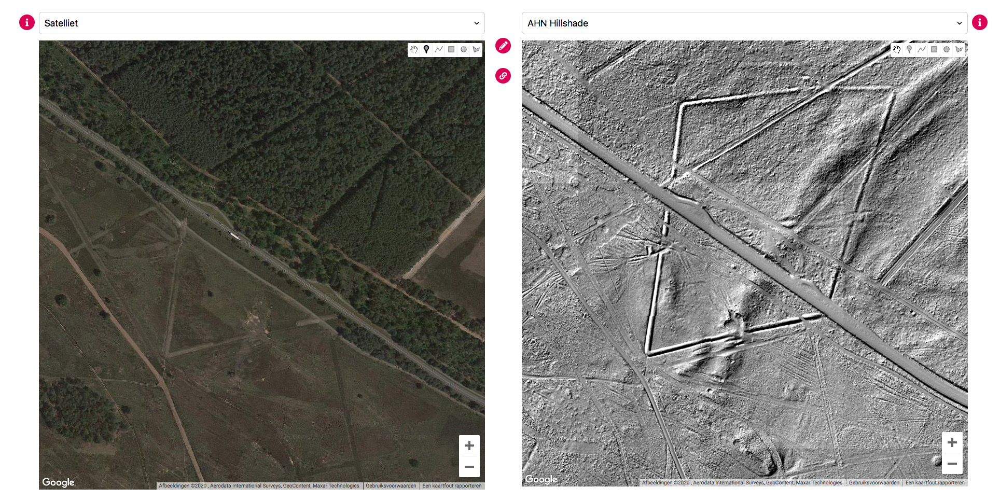 Satelliet
AHN Hillshade
Google
Afbeeldingen ©2020 , Aerodata International Surveys, GeoContent, Maxar Technologies
Gebruiksvoorwaarden
Een kaartfout rapporteren
Google
Afbeeldingen ©2020 , Aerodata International Surveys, GeoContent, Maxar Technologies
Gebruiksvoorwaarden
Een kaartfout rapporteren